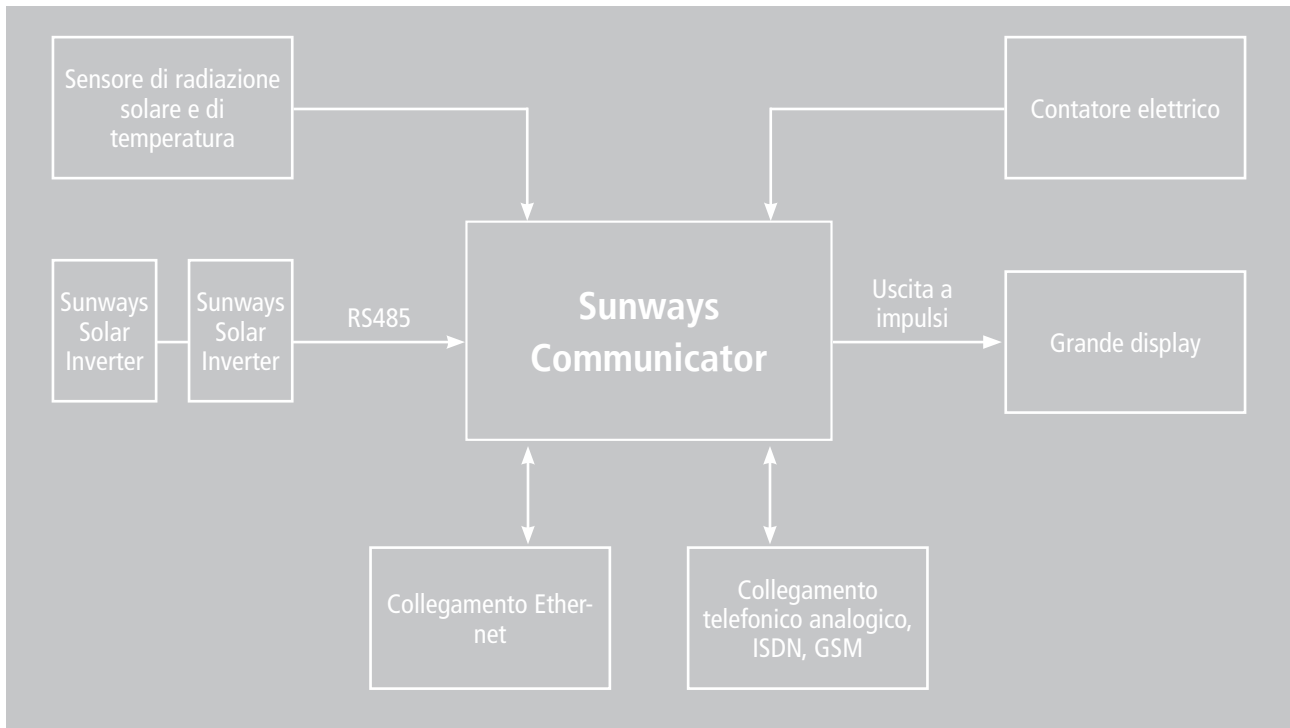 Sensore di radiazione
solare e di
temperatura
Contatore elettrico
Sunways
Solar
Inverter
Sunways
Solar
Inverter
RS485
Sunways
Communicator
Uscita a
impulsi
Grande display
Collegamento Ether-
net
Collegamento
telefonico analogico,
ISDN, GSM